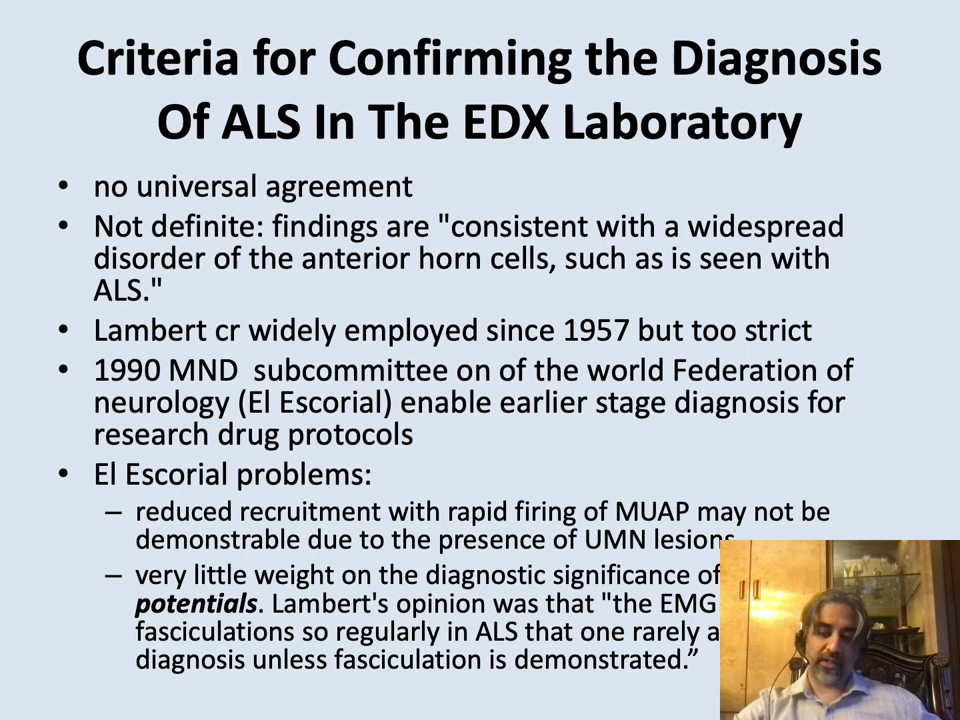 Criteria for Confirming the Diagnosis
Of ALS In The EDX Laboratory
• no universal agreement
• Not definite: findings are "consistent with a widespread
disorder of the anterior horn cells, such as is seen with
ALS."
• Lambert cr widely employed since 1957 but too strict
• 1990 MND  subcommittee on of the world Federation of
neurology (El Escorial) enable earlier stage diagnosis for
research drug protocols
• El Escorial problems:
– reduced recruitment with rapid firing of MUAP may not be
demonstrable due to the presence of UMN lesions
– very little weight on the diagnostic significance of
potentials. Lambert's opinion was that "the EMG
fasciculations so regularly in ALS that one rarely
diagnosis unless fasciculation is demonstrated.”